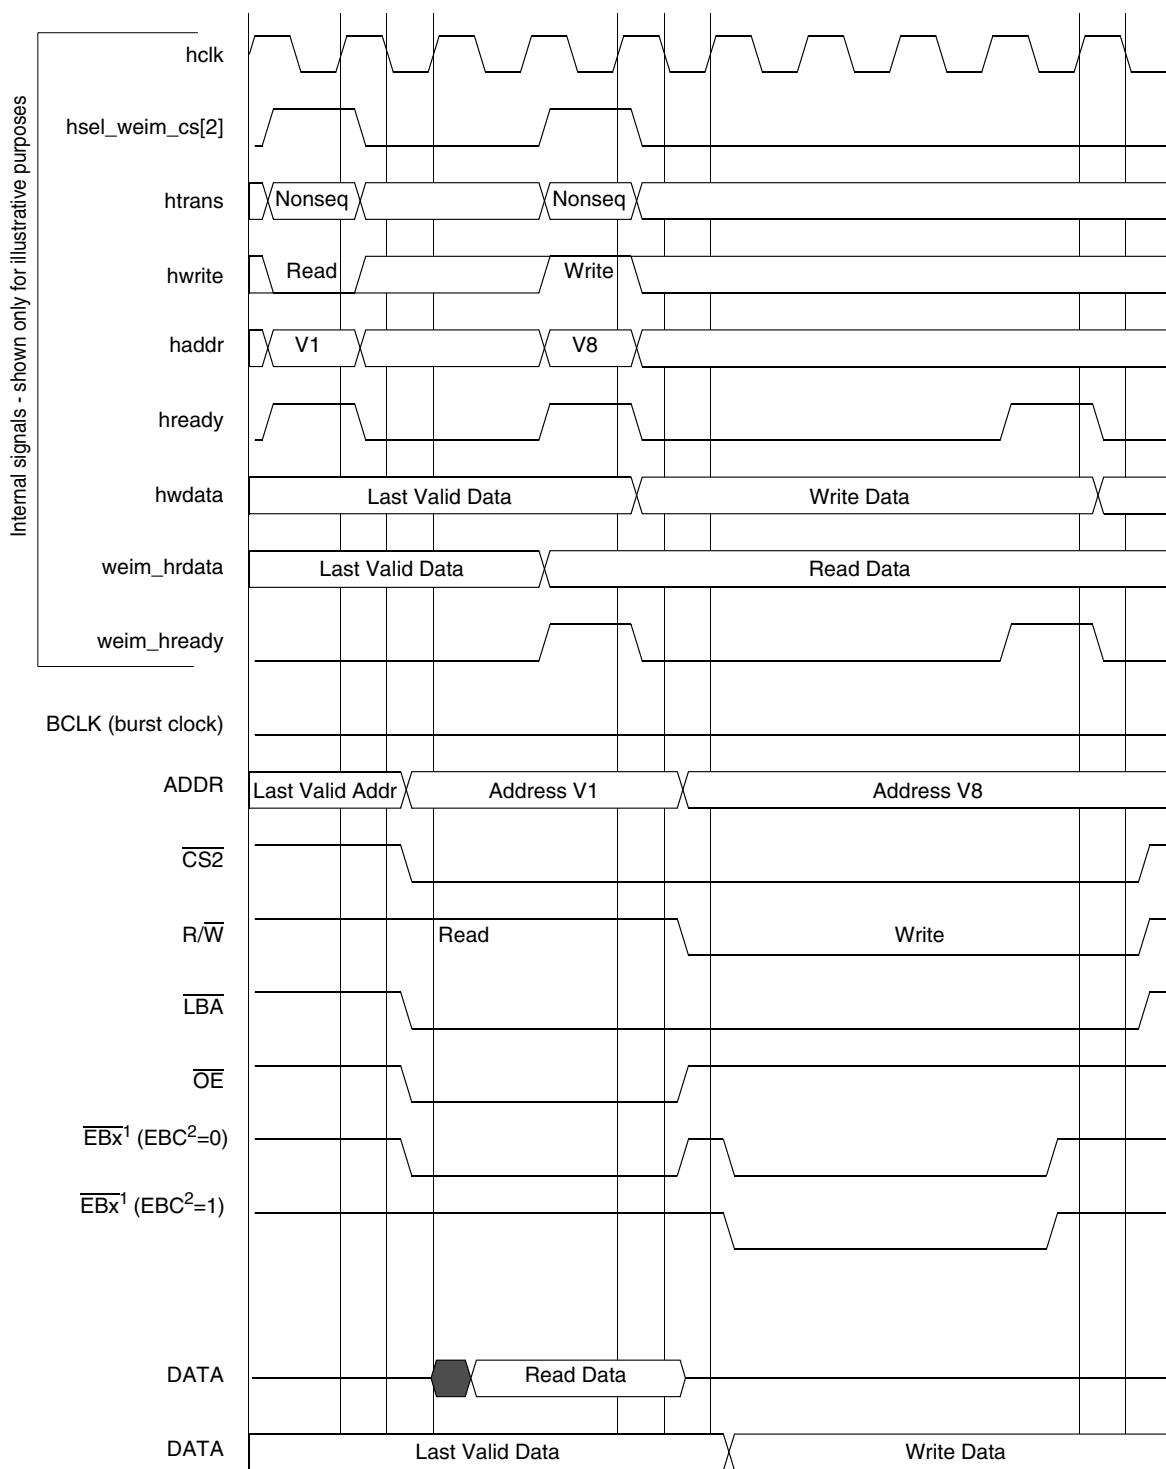 Internal signals - shown only for illustrative purposes
hclk
hsel_weim_cs[2]
htrans Nonseq Nonseq
hwrite Read Write
haddr V1 V8
hready
hwdata Last Valid Data Write Data
weim_hrdata Last Valid Data Read Data
weim_hready
BCLK (burst clock)
ADDR Last Valid Addr Address V1 Address V8
CS2
R/W Read Write
LBA
OE
EBx1 (EBC2=0)
EBx1 (EBC2=1)
DATA Read Data
DATA Last Valid Data Write Data